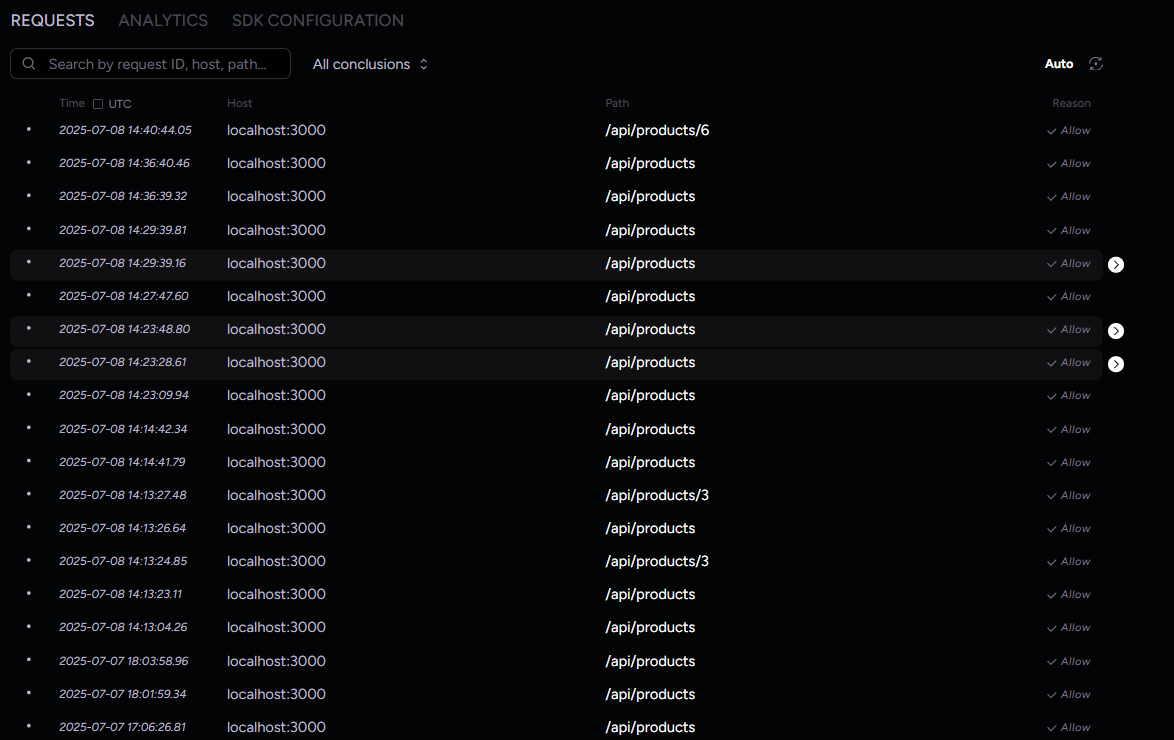 REQUESTS ANALYTICS SDK CONFIGURATION
Search by request ID, host, path... All conclusions Auto
Time UTC Host Path Reason
2025-07-08 14:40:44.05 localhost:3000 /api/products/6 Allow
2025-07-08 14:36:40.46 localhost:3000 /api/products Allow
2025-07-08 14:36:39.32 localhost:3000 /api/products Allow
2025-07-08 14:29:39.81 localhost:3000 /api/products Allow
2025-07-08 14:29:39.16 localhost:3000 /api/products Allow
2025-07-08 14:27:47.60 localhost:3000 /api/products Allow
2025-07-08 14:23:48.80 localhost:3000 /api/products Allow
2025-07-08 14:23:28.61 localhost:3000 /api/products Allow
2025-07-08 14:23:09.94 localhost:3000 /api/products Allow
2025-07-08 14:14:42.34 localhost:3000 /api/products Allow
2025-07-08 14:14:41.79 localhost:3000 /api/products Allow
2025-07-08 14:13:27.48 localhost:3000 /api/products/3 Allow
2025-07-08 14:13:26.64 localhost:3000 /api/products Allow
2025-07-08 14:13:24.85 localhost:3000 /api/products/3 Allow
2025-07-08 14:13:23.11 localhost:3000 /api/products Allow
2025-07-08 14:13:04.26 localhost:3000 /api/products Allow
2025-07-07 18:03:58.96 localhost:3000 /api/products Allow
2025-07-07 18:01:59.34 localhost:3000 /api/products Allow
2025-07-07 17:06:26.81 localhost:3000 /api/products Allow